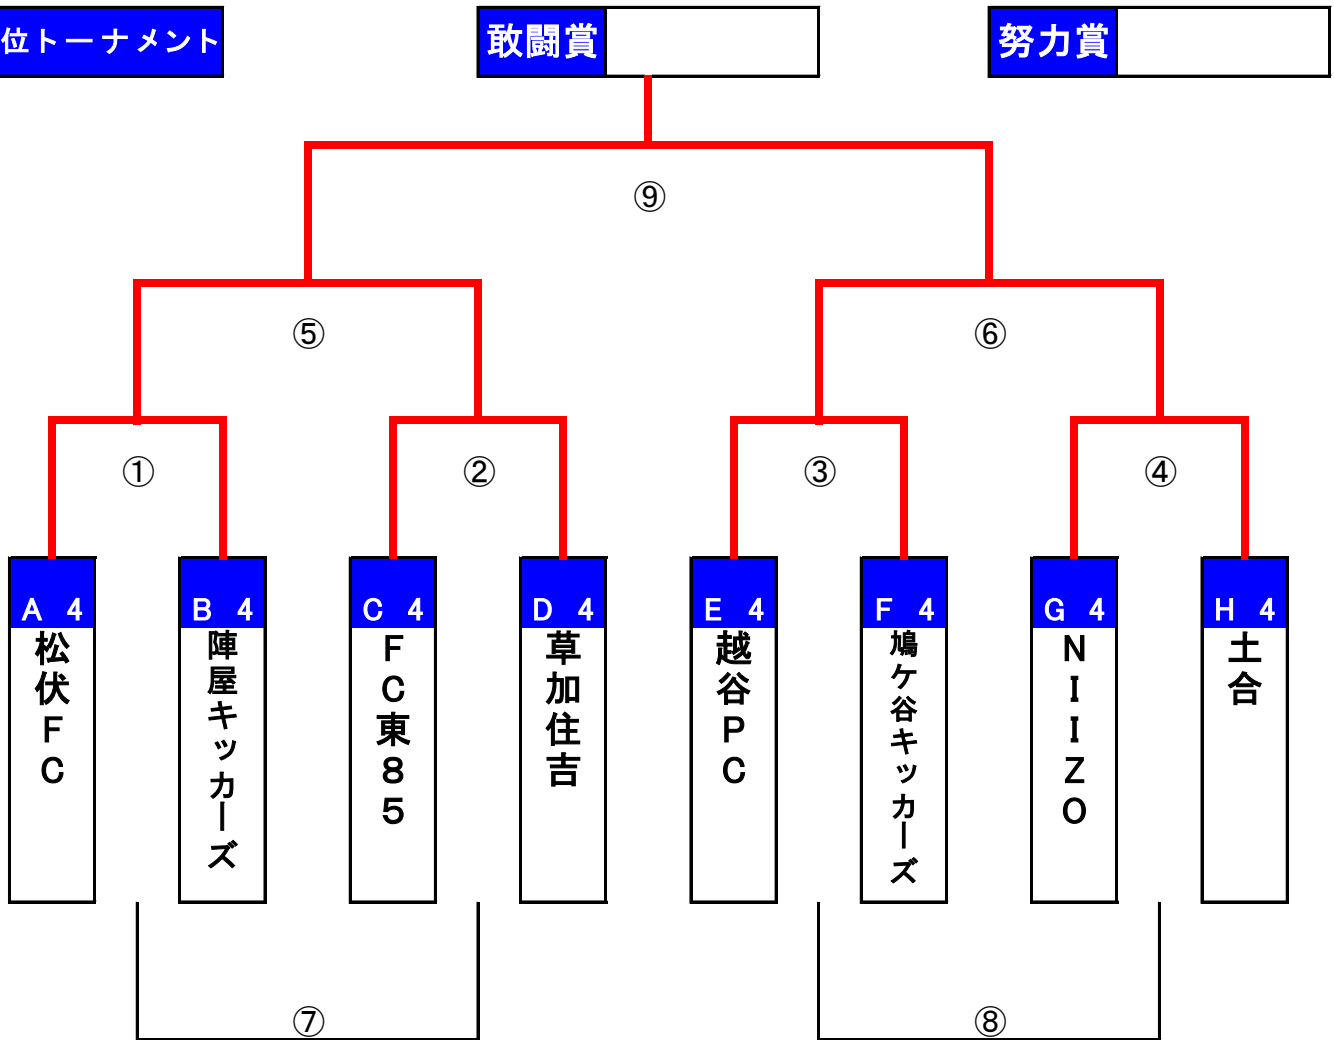 位トーナメント
敢闘賞
努力賞
⑨
⑤
⑥
①
②
③
④
A 4
B 4
C 4
D 4
E 4
F 4
G 4
H 4
松伏FC
陣屋キッカーズ
FC東85
草加住吉
越谷PC
鳩ケ谷キッカーズ
NIIZO
土合
⑦
⑧